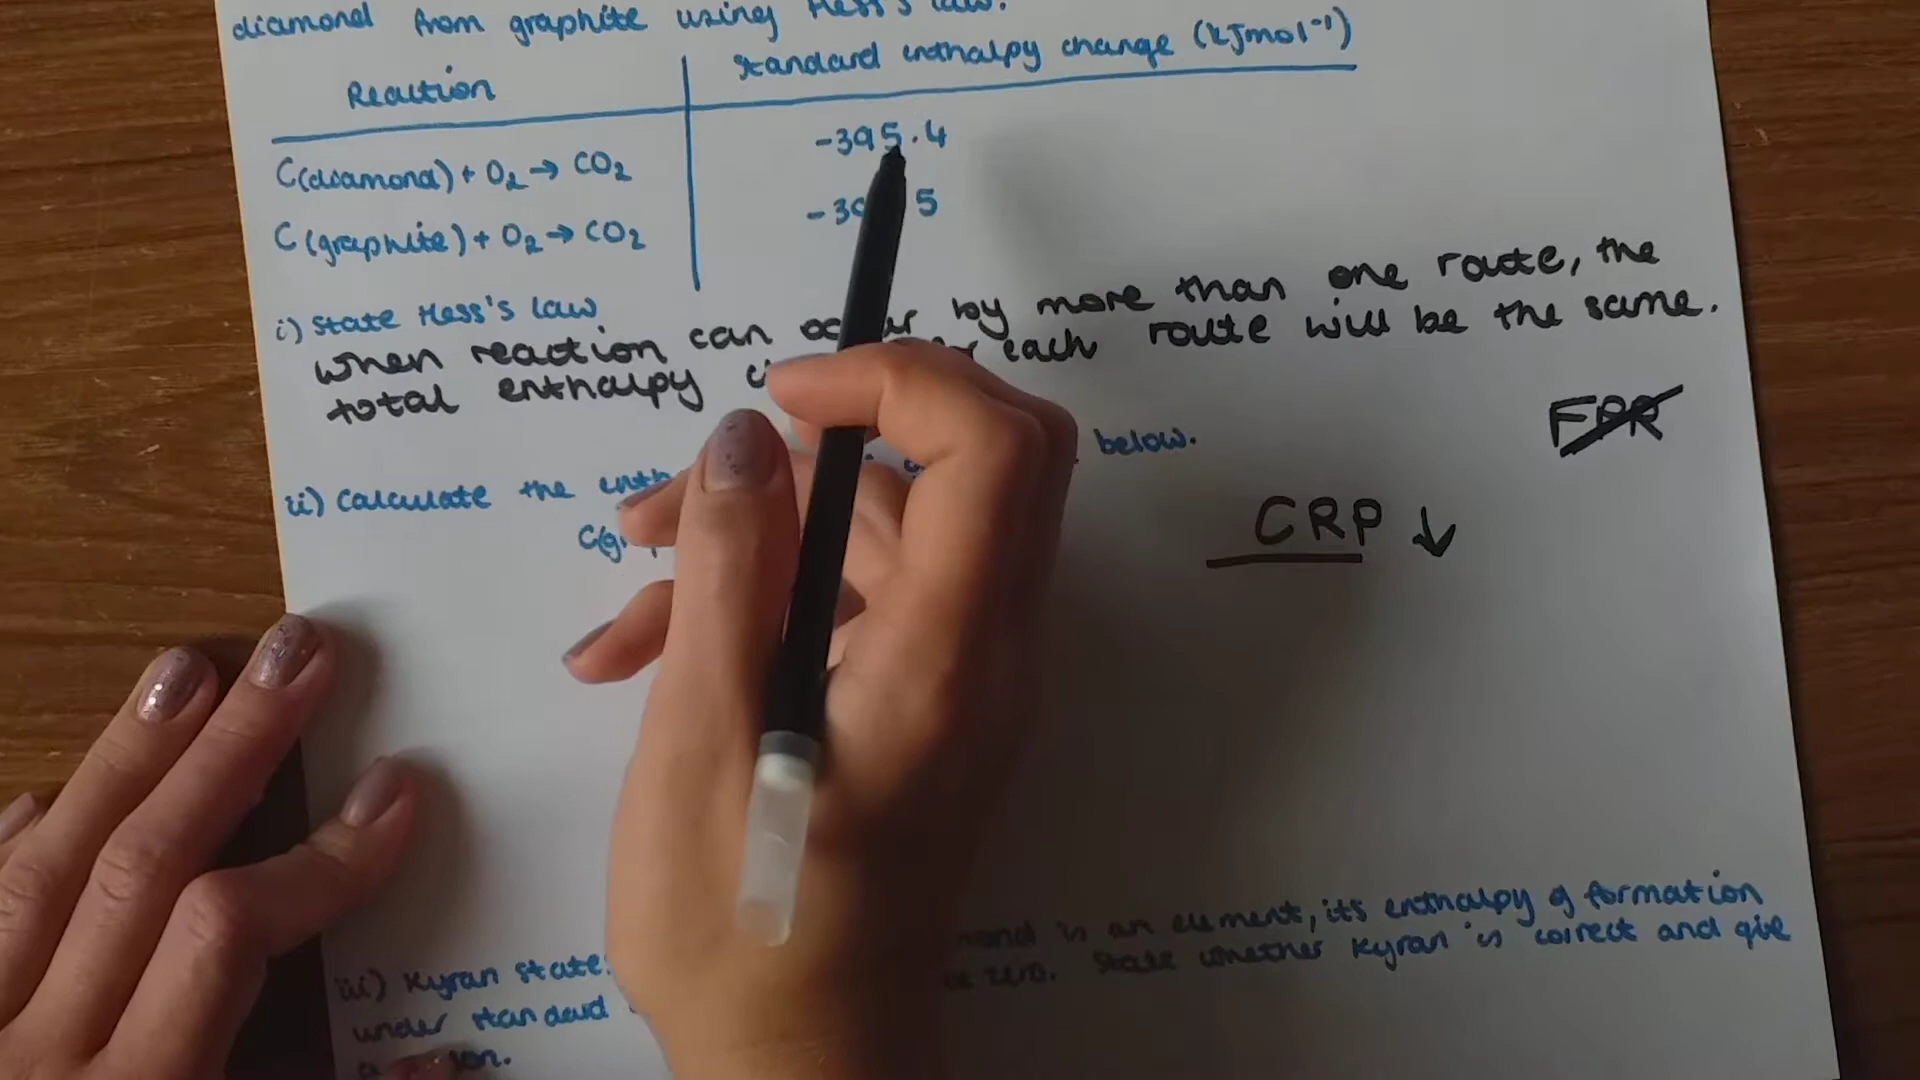 diamond from graphite using Hess's law.
Reaction
Standard enthalpy change (kJmol⁻¹)
C(diamond) + O₂ → CO₂
-395.4
C(graphite) + O₂ → CO₂
5
i) State Hess's law
When reaction can occur by more than one route, the
total enthalpy each route will be the same.
FPR
CRP ↓
ii) Calculate the below.
iii) Kyran is an element, its enthalpy of formation
under standard zero. State whether Kyran is correct and give
a